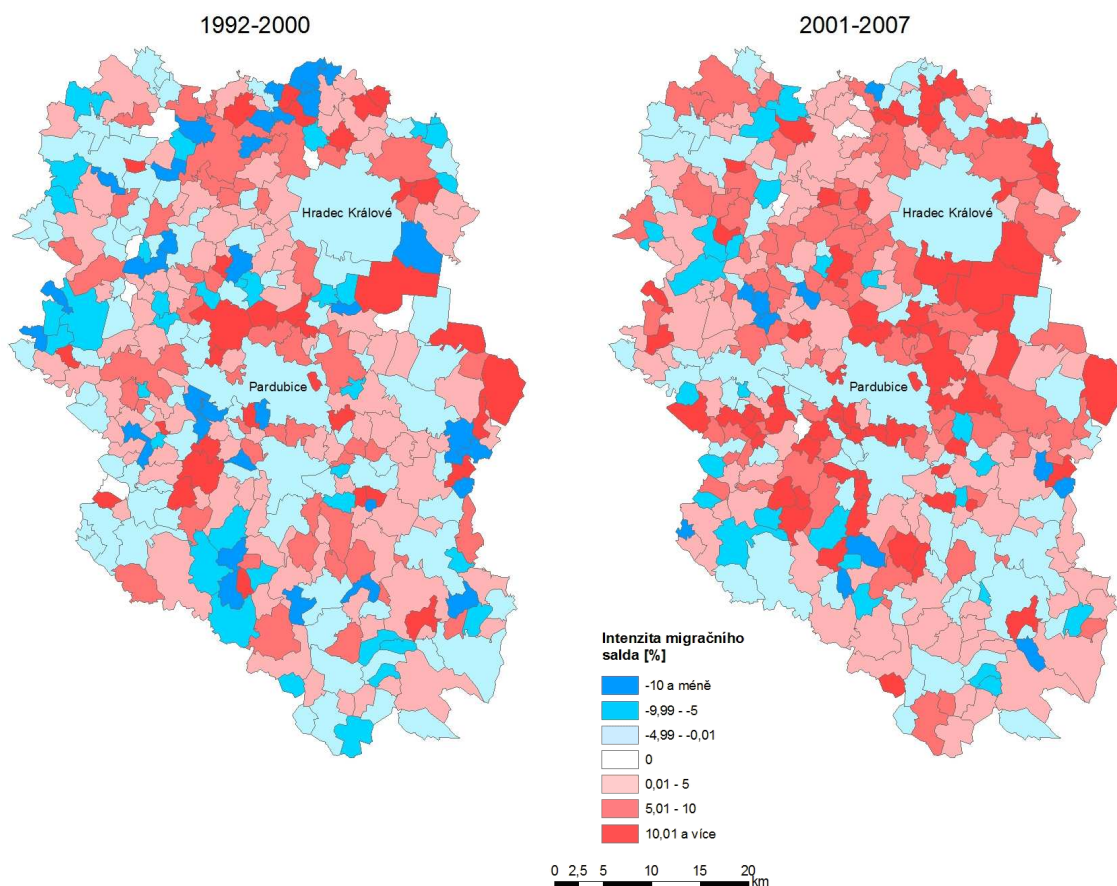 1992-2000
2001-2007
Hradec Králové
Hradec Králové
Pardubice
Pardubice
Intenzita migračního
salda [%]
-10 a méně
-9,99 - -5
-4,99 - -0,01
0
0,01 - 5
5,01 - 10
10,01 a více
0 2,5 5 10 15 20
km